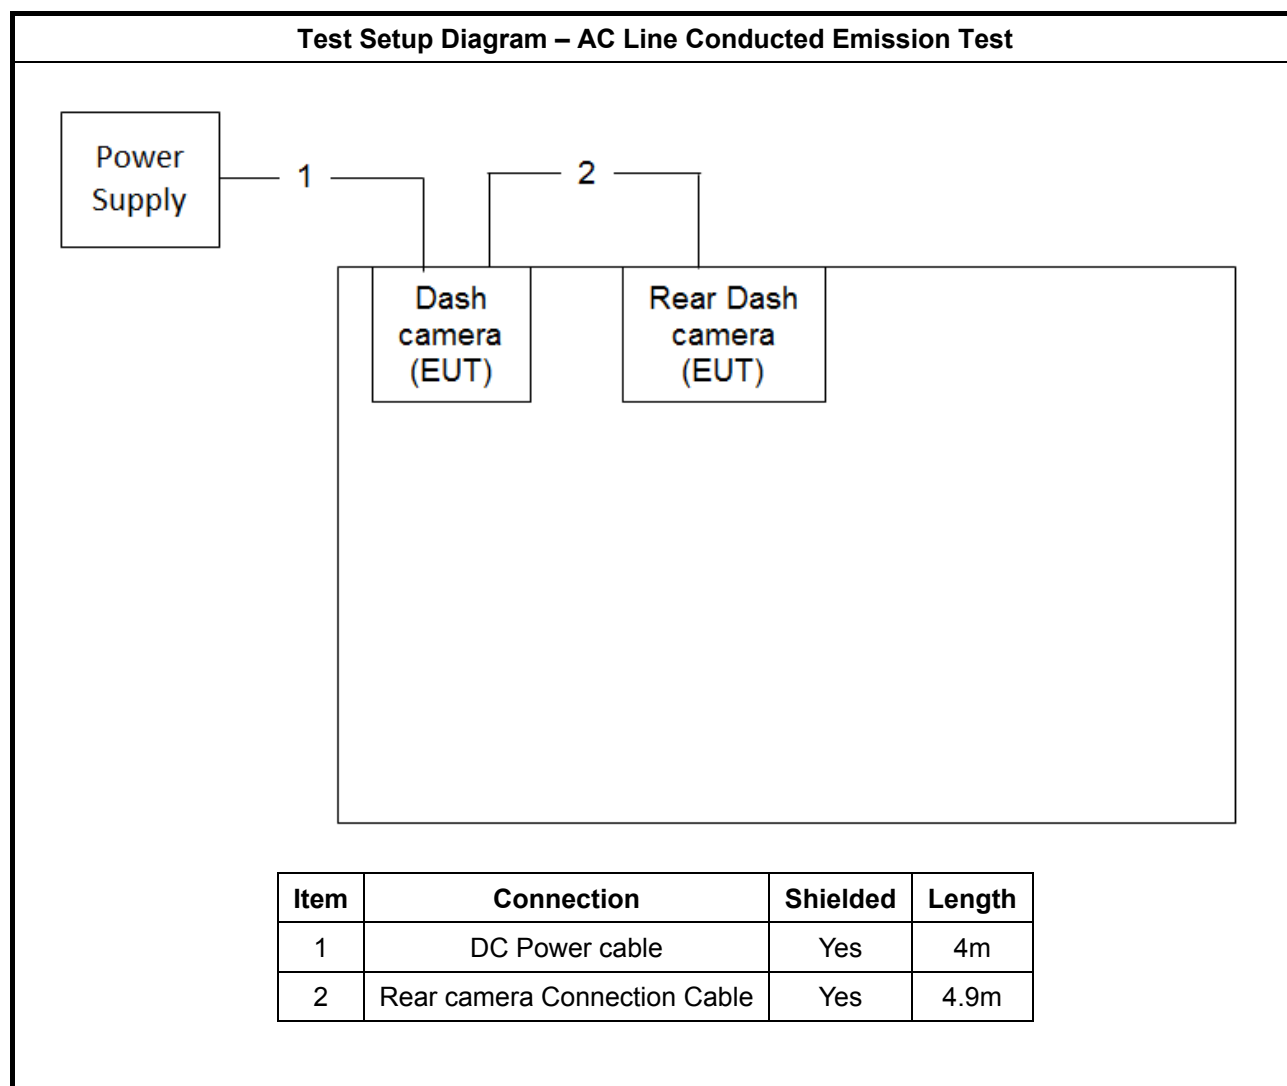 Test Setup Diagram – AC Line Conducted Emission Test
Power
Supply
1
2
Dash
camera
(EUT)
Rear Dash
camera
(EUT)
Item Connection Shielded Length
1 DC Power cable Yes 4m
2 Rear camera Connection Cable Yes 4.9m